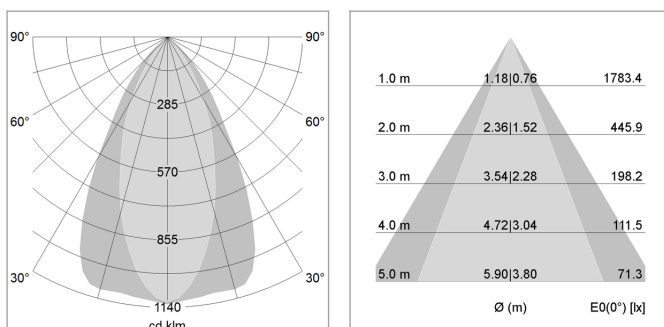 90° 90°
285
60° 60°
570
855
30° 30°
1140
cd klm
1.0 m 1.18|0.76 1783.4
2.0 m 2.36|1.52 445.9
3.0 m 3.54|2.28 198.2
4.0 m 4.72|3.04 111.5
5.0 m 5.90|3.80 71.3
Ø (m) E0(0°) [lx]